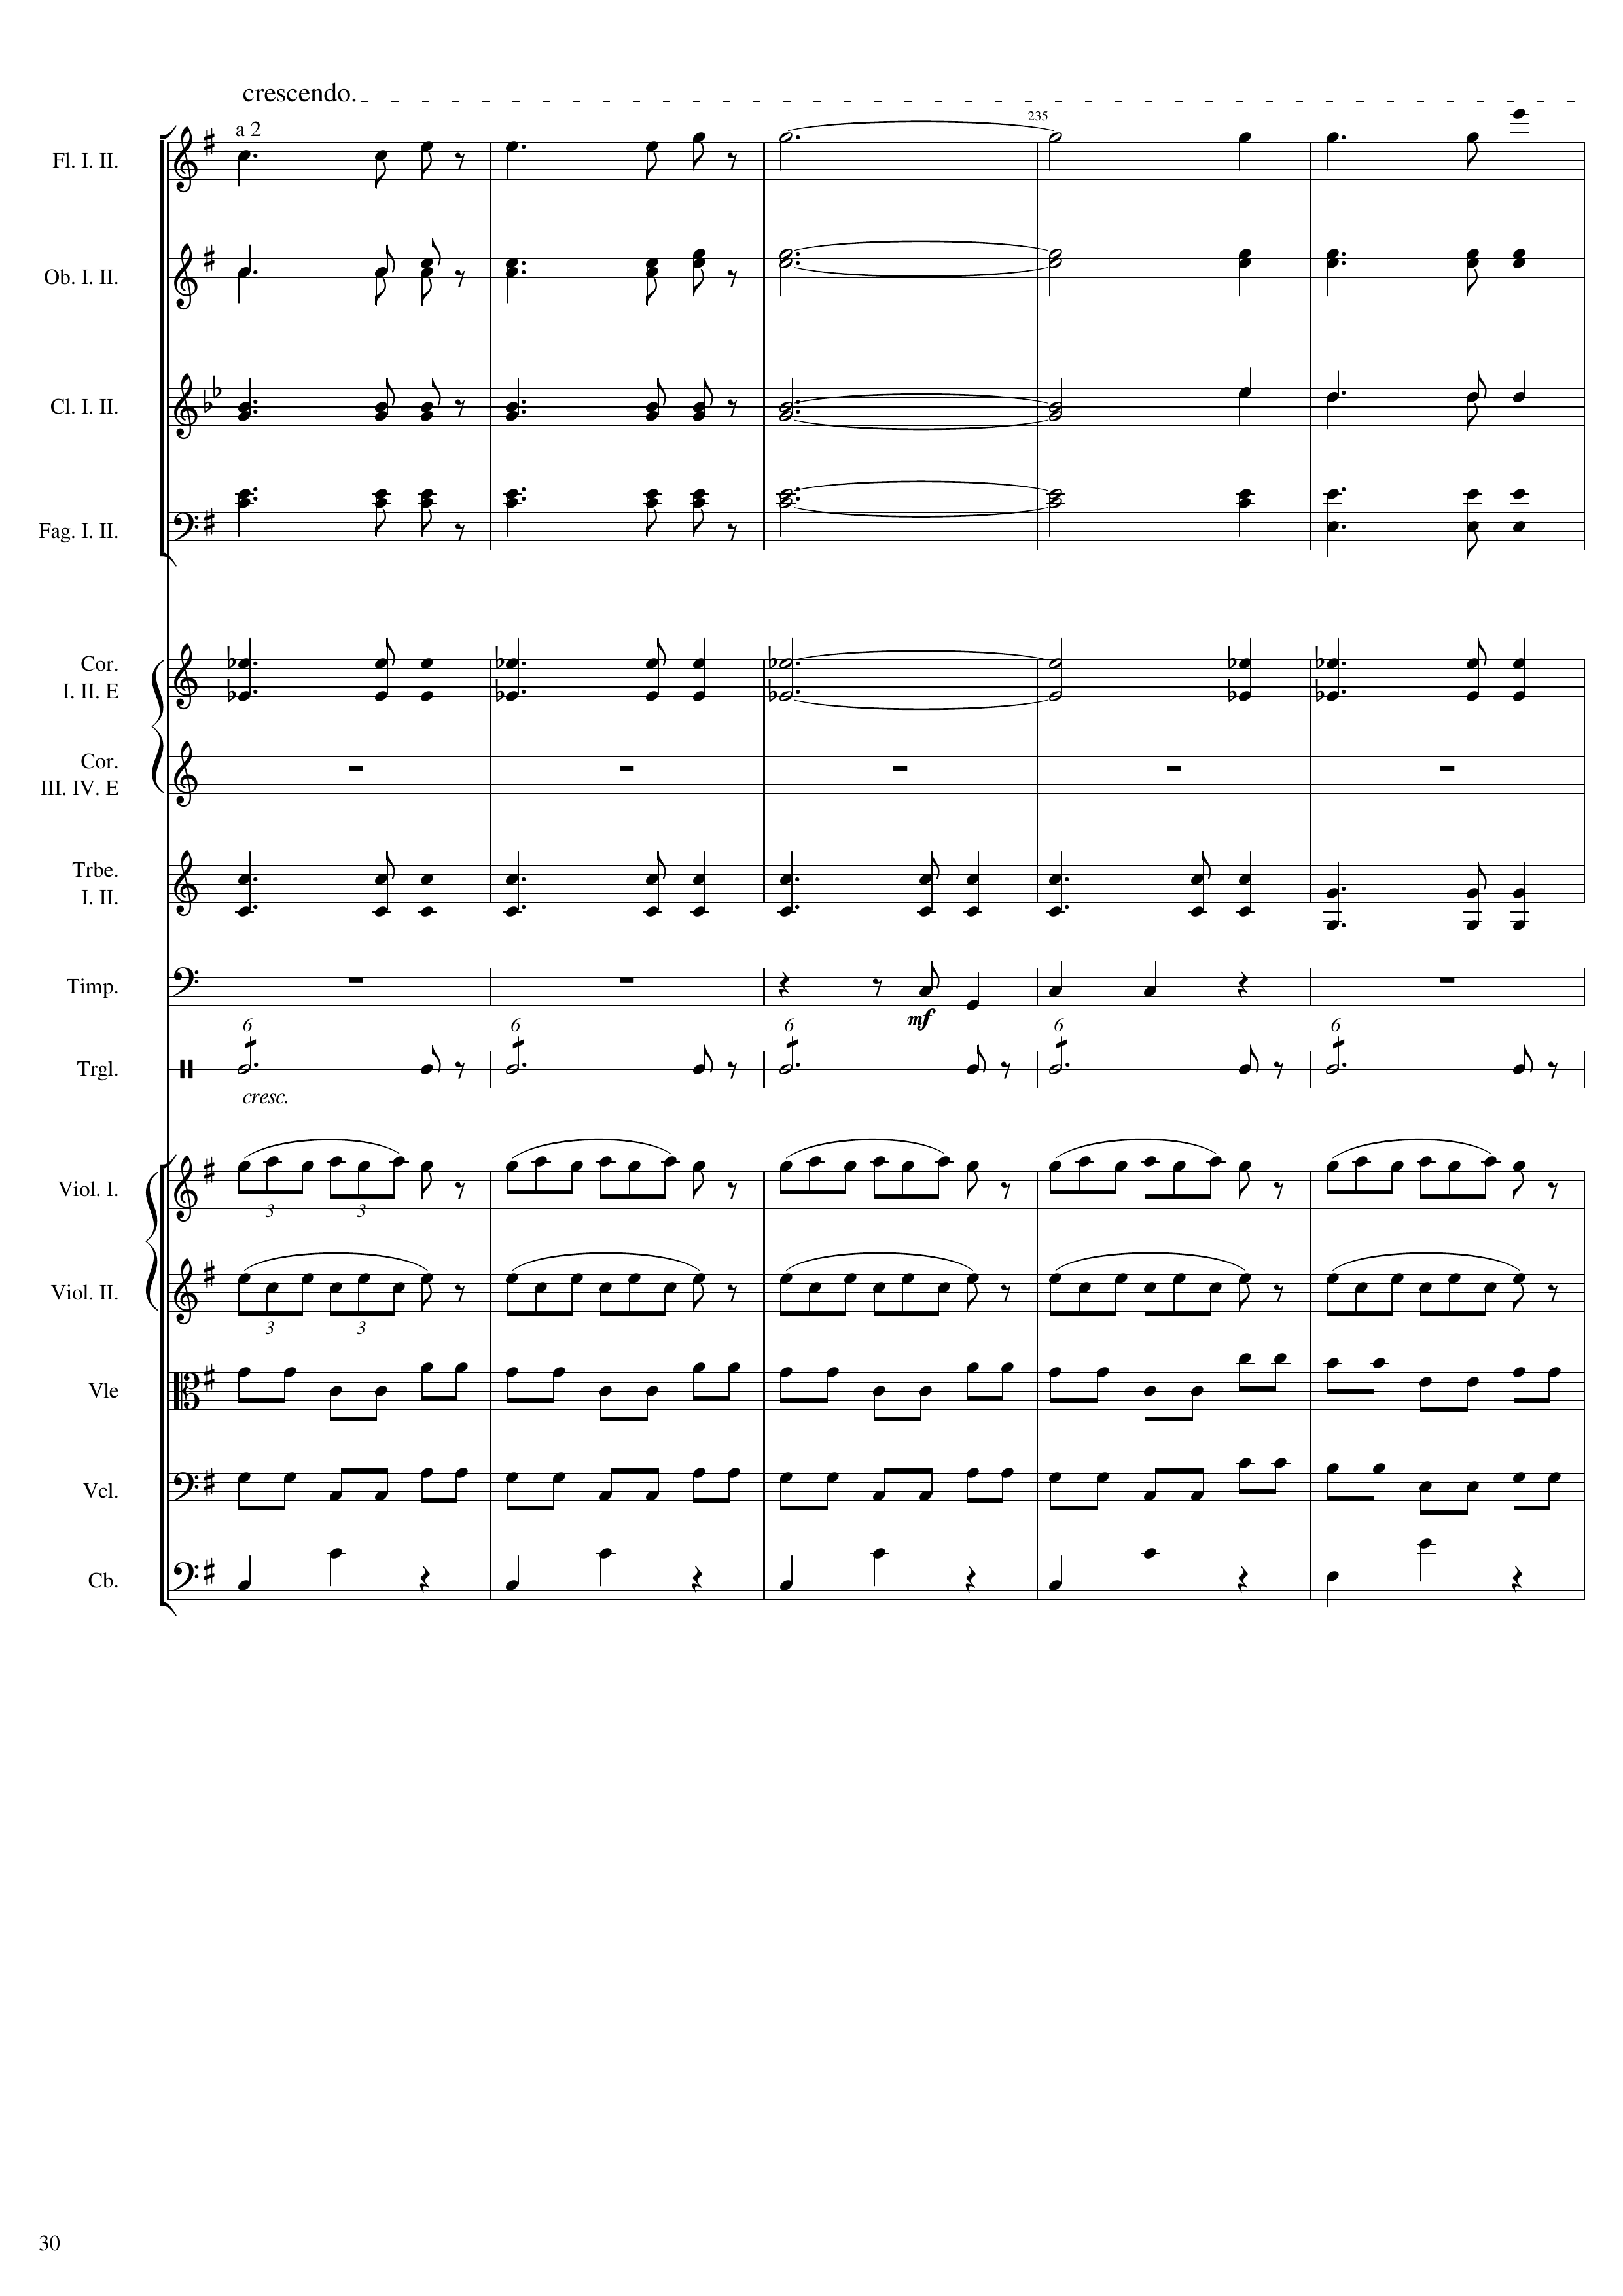 crescendo.
a 2
235
Fl. I. II.
Ob. I. II.
Cl. I. II.
Fag. I. II.
Cor.
I. II. E
Cor.
III. IV. E
Trbe.
I. II.
Timp.
mf
6 6 6 6 6
Trgl.
cresc.
Viol. I.
3 3
Viol. II.
3 3
Vle
Vcl.
Cb.
30